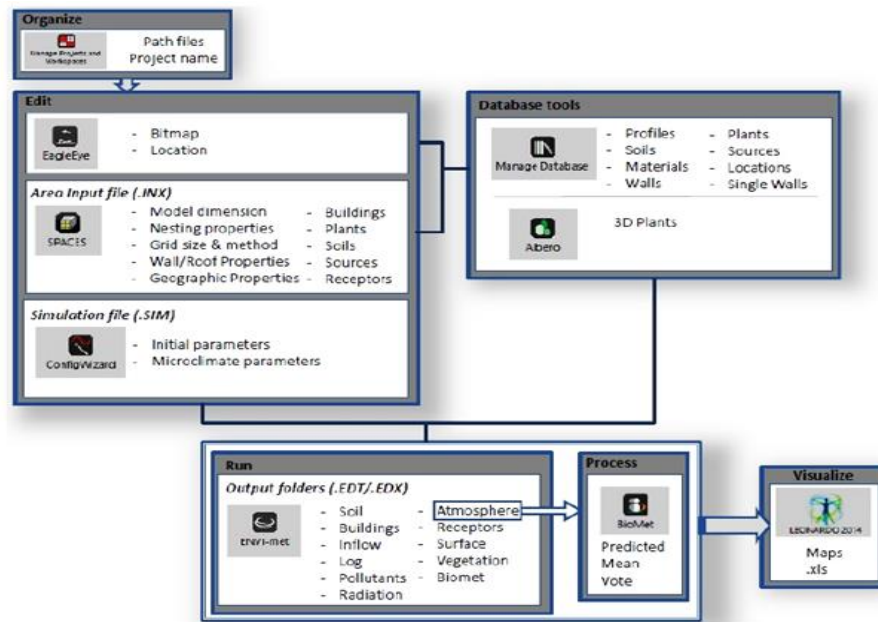 Organize
Manage Projects and
Workspaces
Path files
Project name
Edit
EagleEye
- Bitmap
- Location
Area Input file (.INX)
SPACES
- Model dimension
- Nesting properties
- Grid size & method
- Wall/Roof Properties
- Geographic Properties
- Buildings
- Plants
- Soils
- Sources
- Receptors
Simulation file (.SIM)
ConfigWizard
- Initial parameters
- Microclimate parameters
Database tools
Manage Database
- Profiles
- Soils
- Materials
- Walls
- Plants
- Sources
- Locations
- Single Walls
Albero
3D Plants
Run
Output folders (.EDT/.EDX)
ENVI-met
- Soil
- Buildings
- Inflow
- Log
- Pollutants
- Radiation
- Atmosphere
- Receptors
- Surface
- Vegetation
- Biomet
Process
BioMet
Predicted
Mean
Vote
Visualize
LEONARDO 2014
Maps
.xls